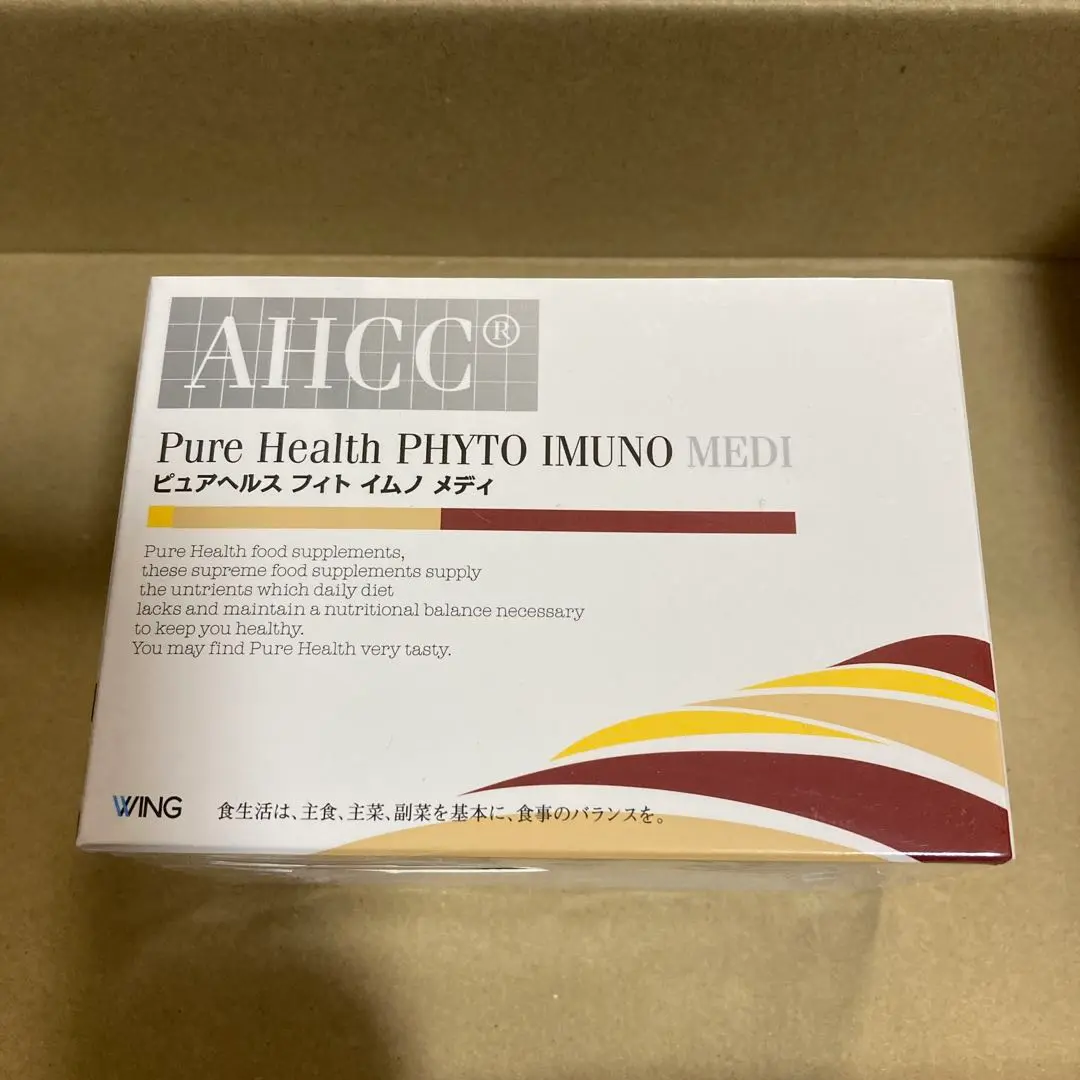 AHCC®
Pure Health PHYTO IMUNO MEDI
ピュアヘルス フィト イムノ メディ
Pure Health food supplements,
these supreme food supplements supply
the untrients which daily diet
lacks and maintain a nutritional balance necessary
to keep you healthy.
You may find Pure Health very tasty.
WING 食生活は、主食、主菜、副菜を基本に、食事のバランスを。